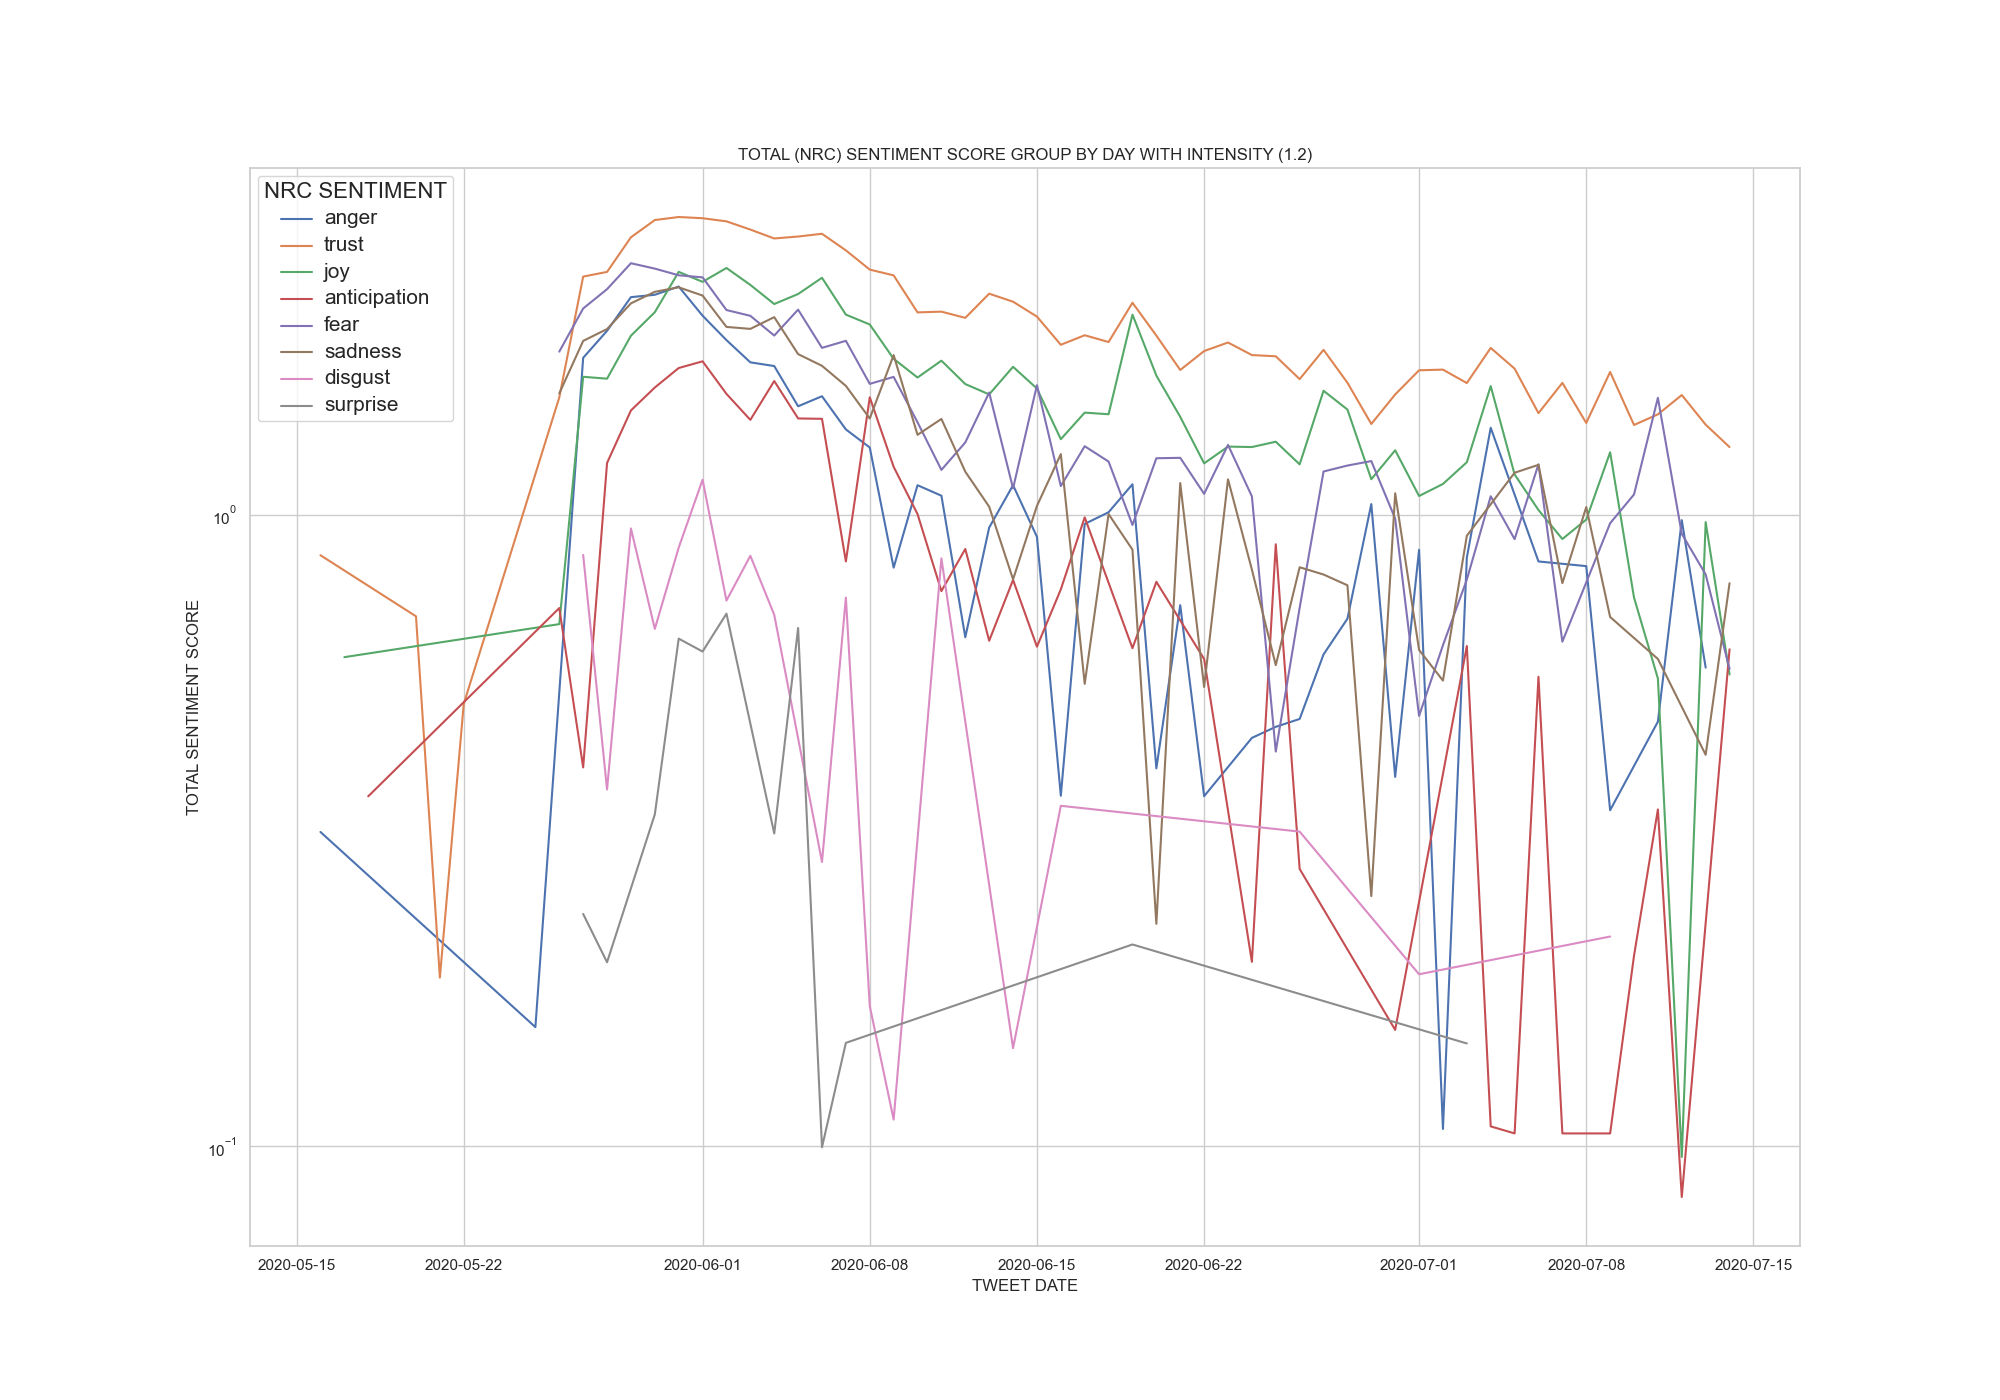 TOTAL (NRC) SENTIMENT SCORE GROUP BY DAY WITH INTENSITY (1.2)
NRC SENTIMENT
anger
trust
joy
anticipation
fear
sadness
disgust
surprise
TOTAL SENTIMENT SCORE
10⁰
10⁻¹
2020-05-15 2020-05-22 2020-06-01 2020-06-08 2020-06-15 2020-06-22 2020-07-01 2020-07-08 2020-07-15
TWEET DATE